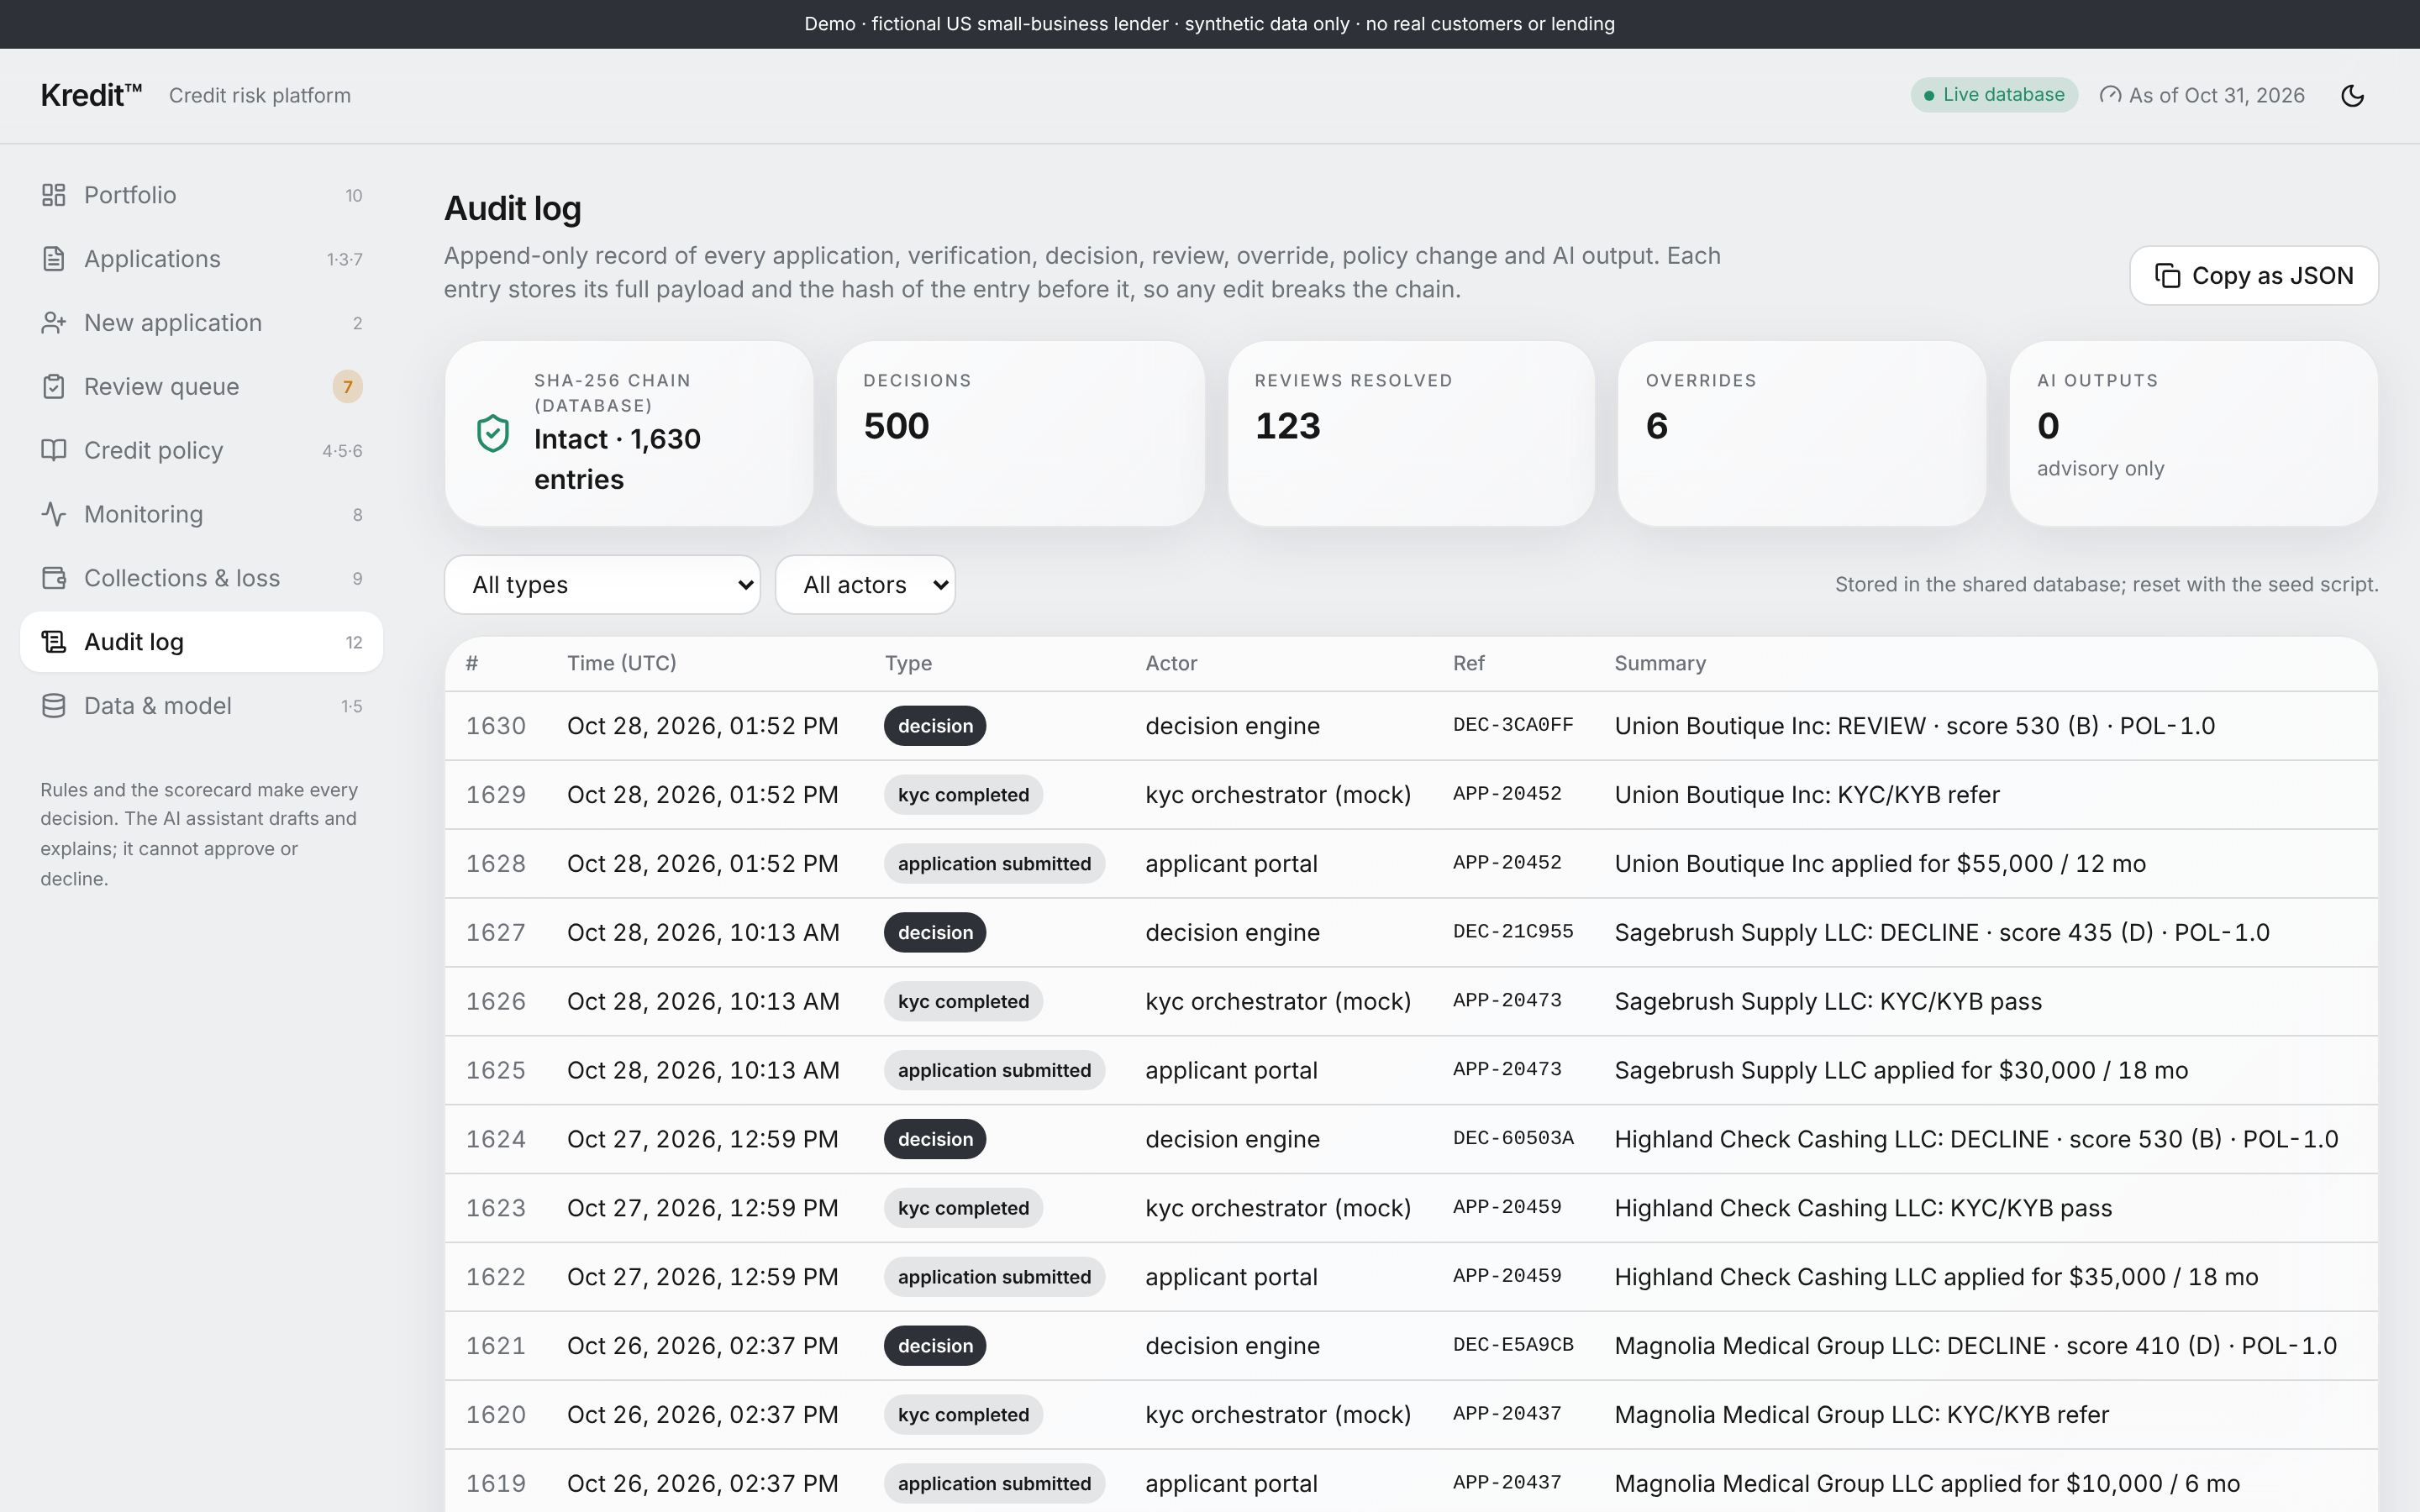 Demo · fictional US small-business lender · synthetic data only · no real customers or lending
Kredit™ Credit risk platform
Live database As of Oct 31, 2026
Portfolio 10
Applications 1·3·7
New application 2
Review queue 7
Credit policy 4·5·6
Monitoring 8
Collections & loss 9
Audit log 12
Data & model 1·5
Rules and the scorecard make every
decision. The AI assistant drafts and
explains; it cannot approve or
decline.
Audit log
Append-only record of every application, verification, decision, review, override, policy change and AI output. Each
entry stores its full payload and the hash of the entry before it, so any edit breaks the chain.
Copy as JSON
SHA-256 CHAIN
(DATABASE)
Intact · 1,630
entries
DECISIONS
500
REVIEWS RESOLVED
123
OVERRIDES
6
AI OUTPUTS
0
advisory only
All types All actors Stored in the shared database; reset with the seed script.
# Time (UTC) Type Actor Ref Summary
1630 Oct 28, 2026, 01:52 PM decision decision engine DEC-3CA0FF Union Boutique Inc: REVIEW · score 530 (B) · POL-1.0
1629 Oct 28, 2026, 01:52 PM kyc completed kyc orchestrator (mock) APP-20452 Union Boutique Inc: KYC/KYB refer
1628 Oct 28, 2026, 01:52 PM application submitted applicant portal APP-20452 Union Boutique Inc applied for $55,000 / 12 mo
1627 Oct 28, 2026, 10:13 AM decision decision engine DEC-21C955 Sagebrush Supply LLC: DECLINE · score 435 (D) · POL-1.0
1626 Oct 28, 2026, 10:13 AM kyc completed kyc orchestrator (mock) APP-20473 Sagebrush Supply LLC: KYC/KYB pass
1625 Oct 28, 2026, 10:13 AM application submitted applicant portal APP-20473 Sagebrush Supply LLC applied for $30,000 / 18 mo
1624 Oct 27, 2026, 12:59 PM decision decision engine DEC-60503A Highland Check Cashing LLC: DECLINE · score 530 (B) · POL-1.0
1623 Oct 27, 2026, 12:59 PM kyc completed kyc orchestrator (mock) APP-20459 Highland Check Cashing LLC: KYC/KYB pass
1622 Oct 27, 2026, 12:59 PM application submitted applicant portal APP-20459 Highland Check Cashing LLC applied for $35,000 / 18 mo
1621 Oct 26, 2026, 02:37 PM decision decision engine DEC-E5A9CB Magnolia Medical Group LLC: DECLINE · score 410 (D) · POL-1.0
1620 Oct 26, 2026, 02:37 PM kyc completed kyc orchestrator (mock) APP-20437 Magnolia Medical Group LLC: KYC/KYB refer
1619 Oct 26, 2026, 02:37 PM application submitted applicant portal APP-20437 Magnolia Medical Group LLC applied for $10,000 / 6 mo